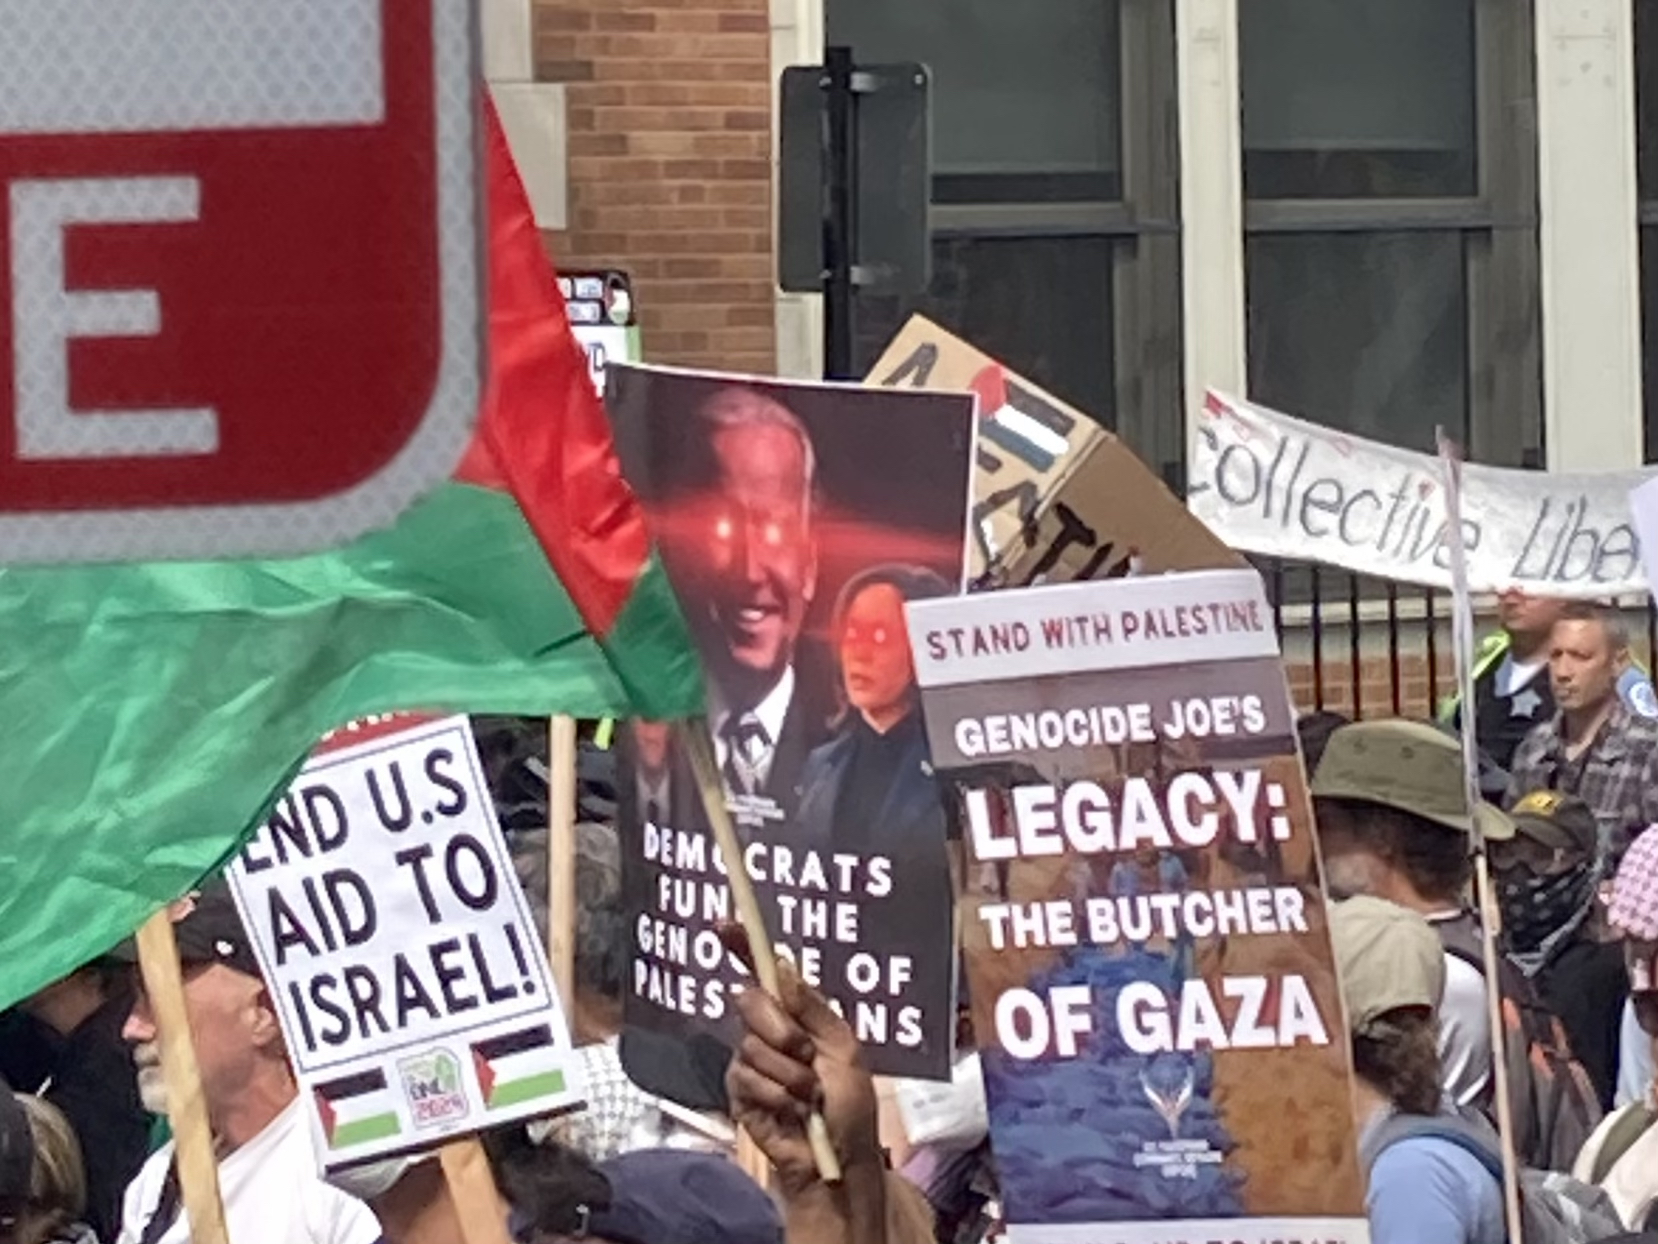 E
END U.S
AID TO
ISRAEL!
2024
DEMOCRATS
FUND THE
GENOCIDE OF
PALESTINIANS
STAND WITH PALESTINE
GENOCIDE JOE'S
LEGACY:
THE BUTCHER
OF GAZA
Collective Libe